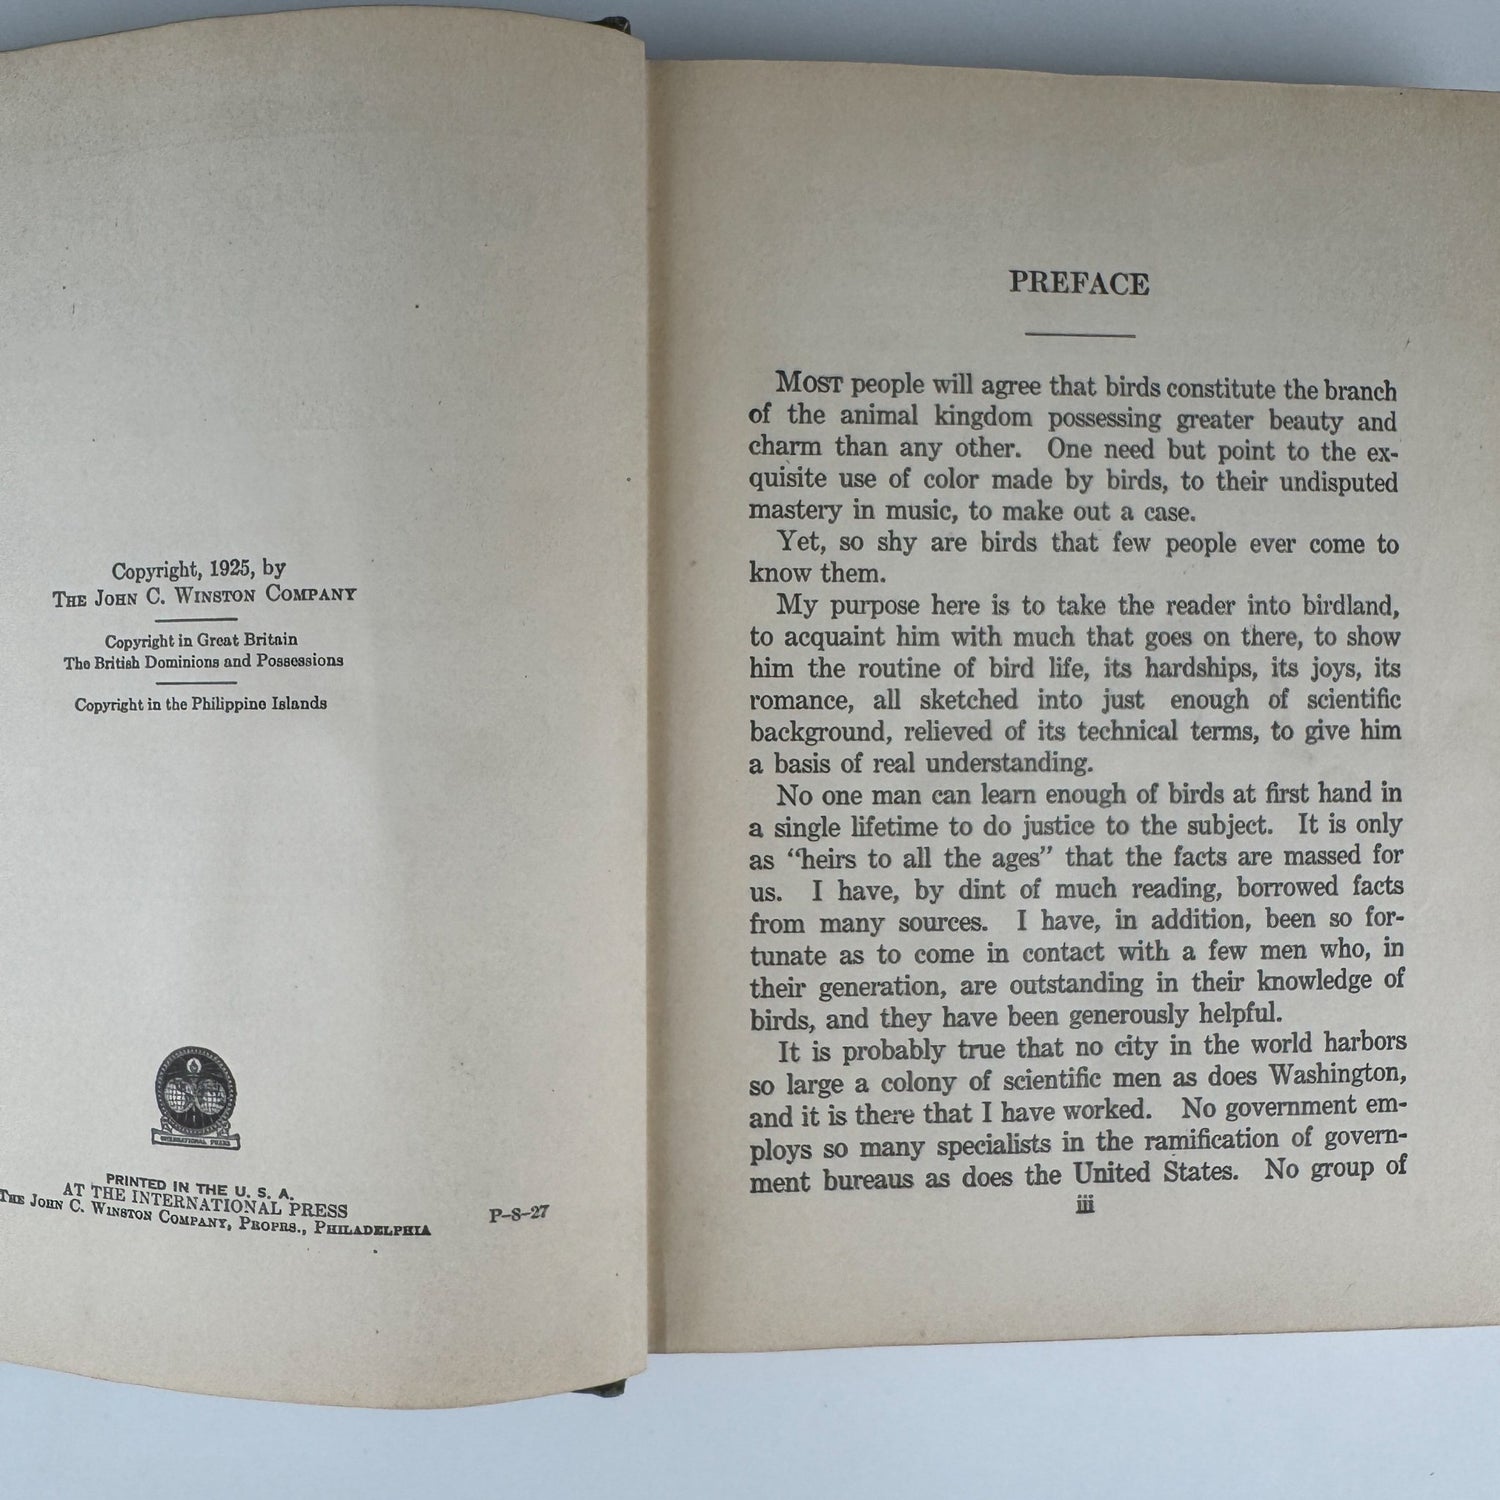 Copyright, 1925, by
THE JOHN C. WINSTON COMPANY
Copyright in Great Britain
The British Dominions and Possessions
Copyright in the Philippine Islands
INTERNATIONAL PRESS
PRINTED IN THE U. S. A.
AT THE INTERNATIONAL PRESS
THE JOHN C. WINSTON COMPANY, PROPRS., PHILADELPHIA
P–8–27
PREFACE
MOST people will agree that birds constitute the branch
of the animal kingdom possessing greater beauty and
charm than any other. One need but point to the ex-
quisite use of color made by birds, to their undisputed
mastery in music, to make out a case.
Yet, so shy are birds that few people ever come to
know them.
My purpose here is to take the reader into birdland,
to acquaint him with much that goes on there, to show
him the routine of bird life, its hardships, its joys, its
romance, all sketched into just enough of scientific
background, relieved of its technical terms, to give him
a basis of real understanding.
No one man can learn enough of birds at first hand in
a single lifetime to do justice to the subject. It is only
as “heirs to all the ages” that the facts are massed for
us. I have, by dint of much reading, borrowed facts
from many sources. I have, in addition, been so for-
tunate as to come in contact with a few men who, in
their generation, are outstanding in their knowledge of
birds, and they have been generously helpful.
It is probably true that no city in the world harbors
so large a colony of scientific men as does Washington,
and it is there that I have worked. No government em-
ploys so many specialists in the ramification of govern-
ment bureaus as does the United States. No group of
iii